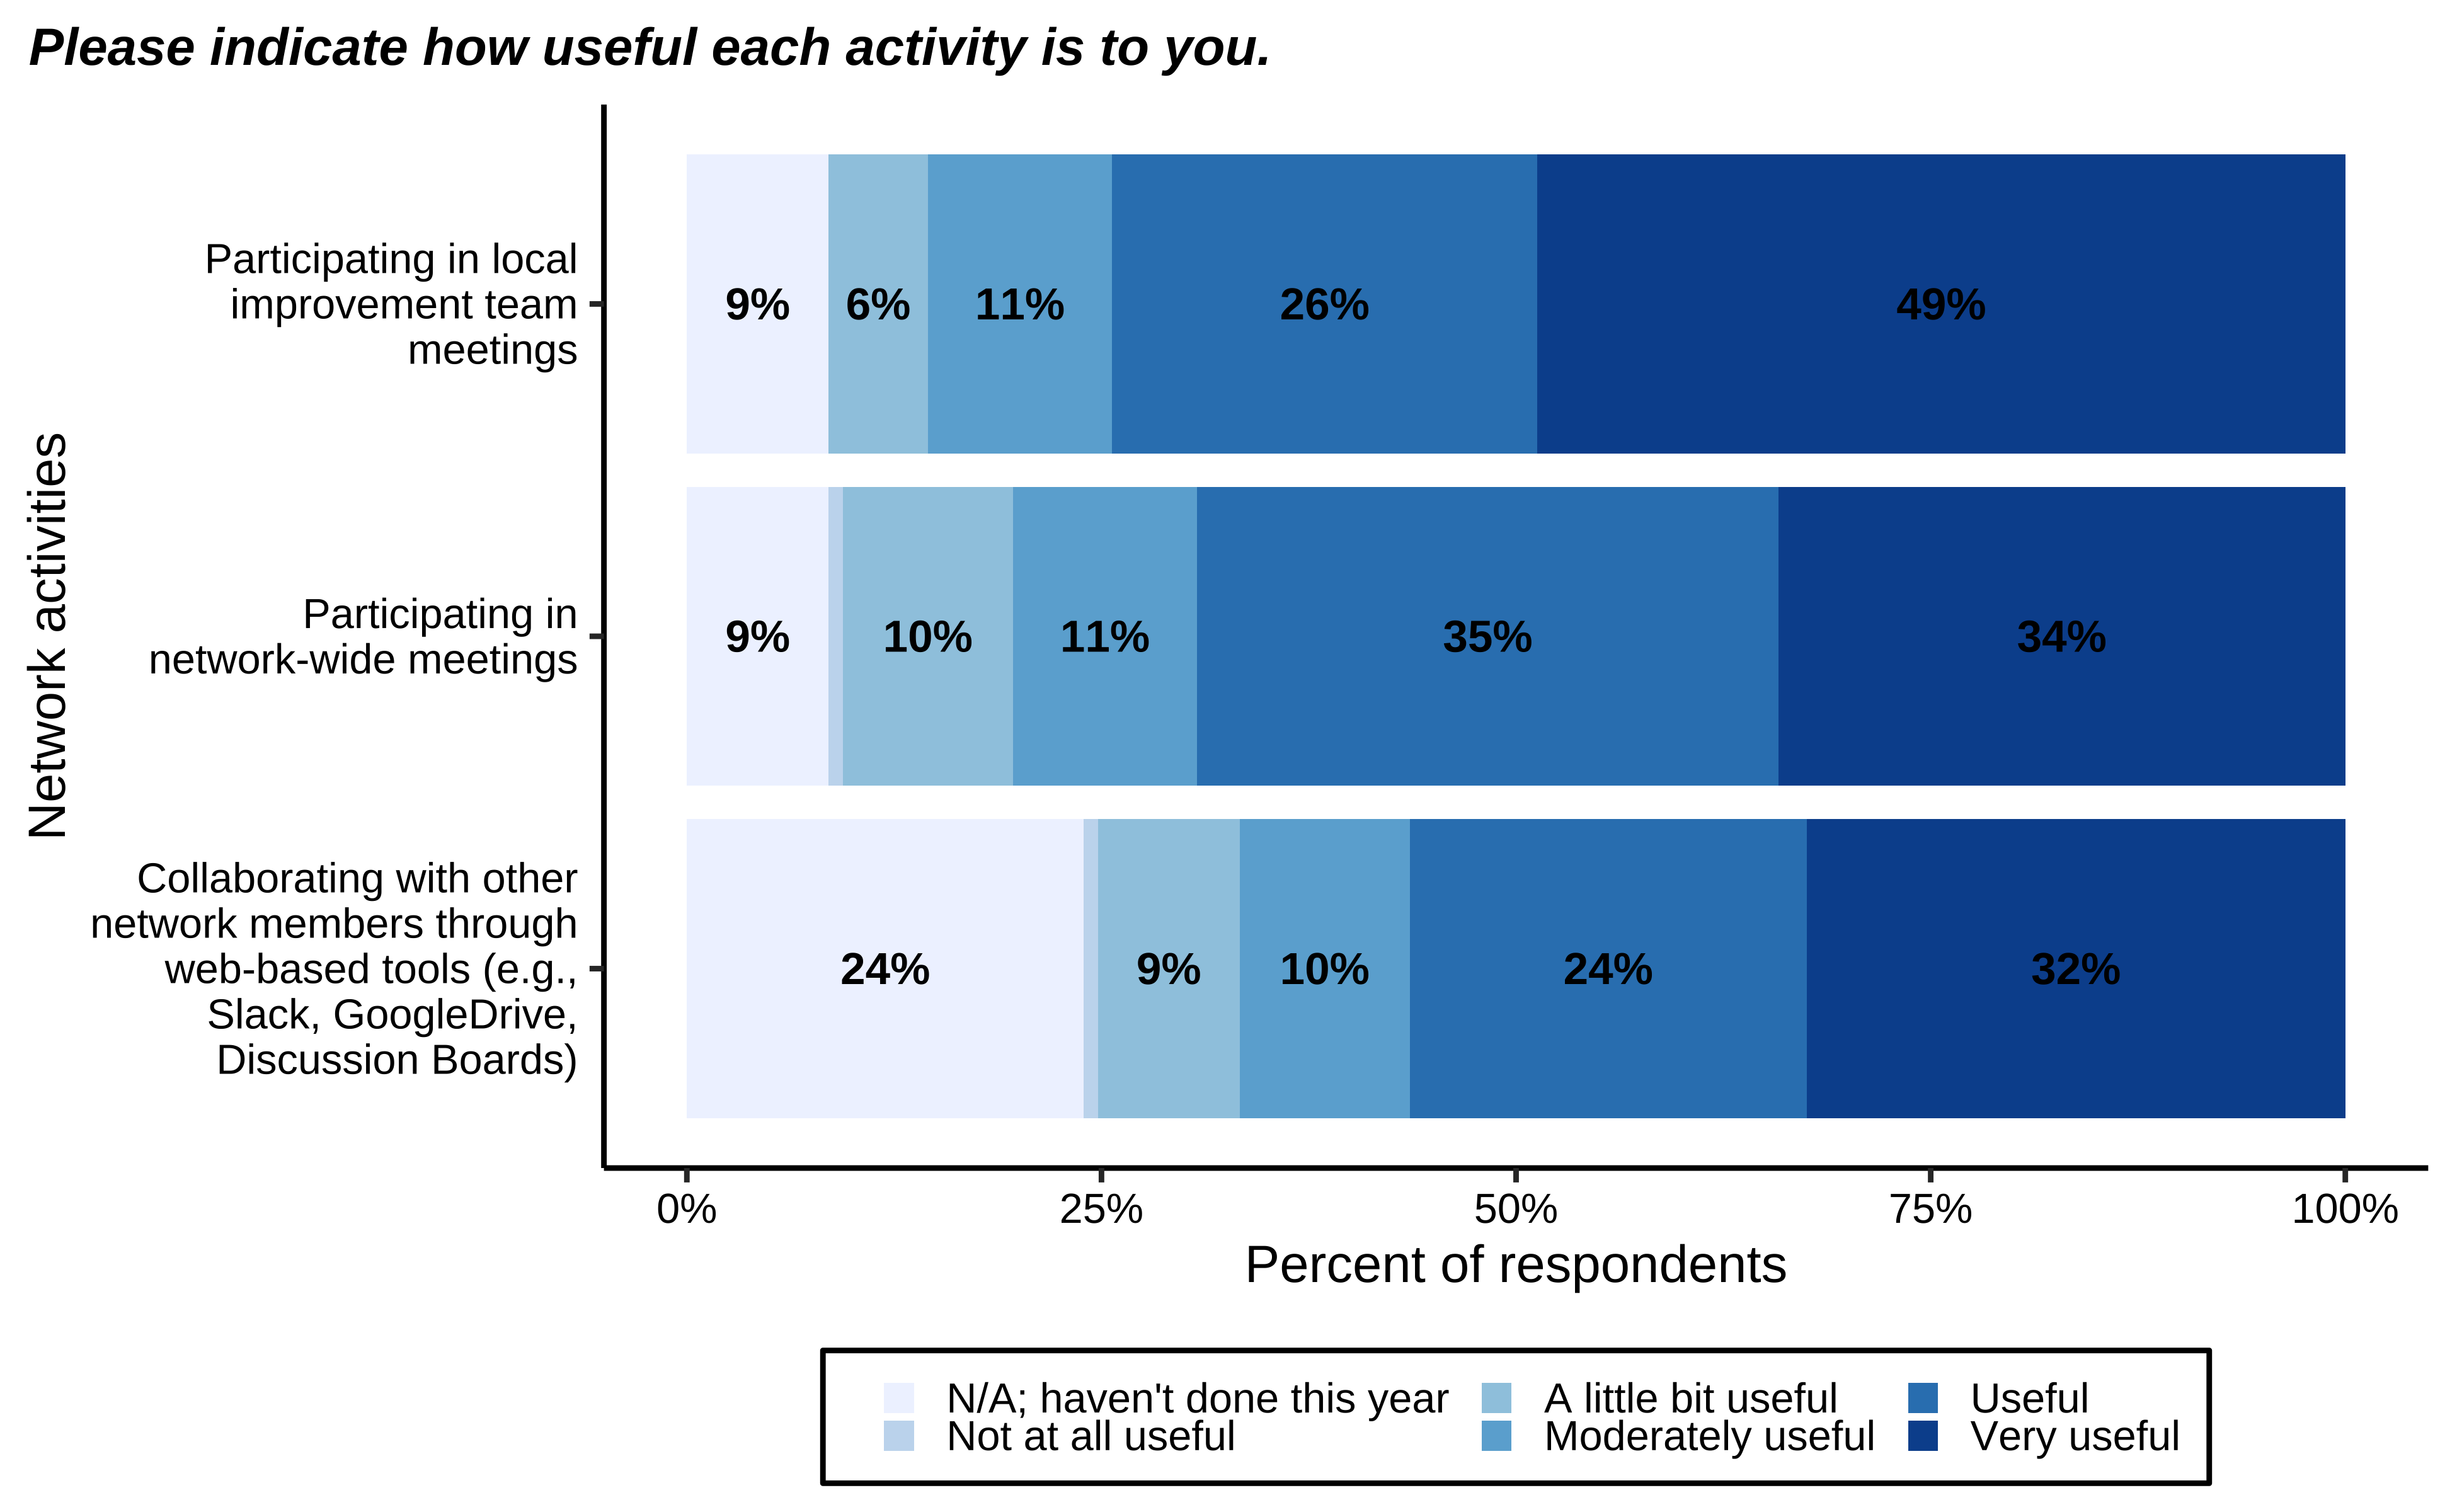 Please indicate how useful each activity is to you.
Network activities
Participating in local
improvement team
meetings
9% 6% 11% 26% 49%
Participating in
network-wide meetings
9% 10% 11% 35% 34%
Collaborating with other
network members through
web-based tools (e.g.,
Slack, GoogleDrive,
Discussion Boards)
24% 9% 10% 24% 32%
0% 25% 50% 75% 100%
Percent of respondents
N/A; haven't done this year A little bit useful Useful
Not at all useful Moderately useful Very useful